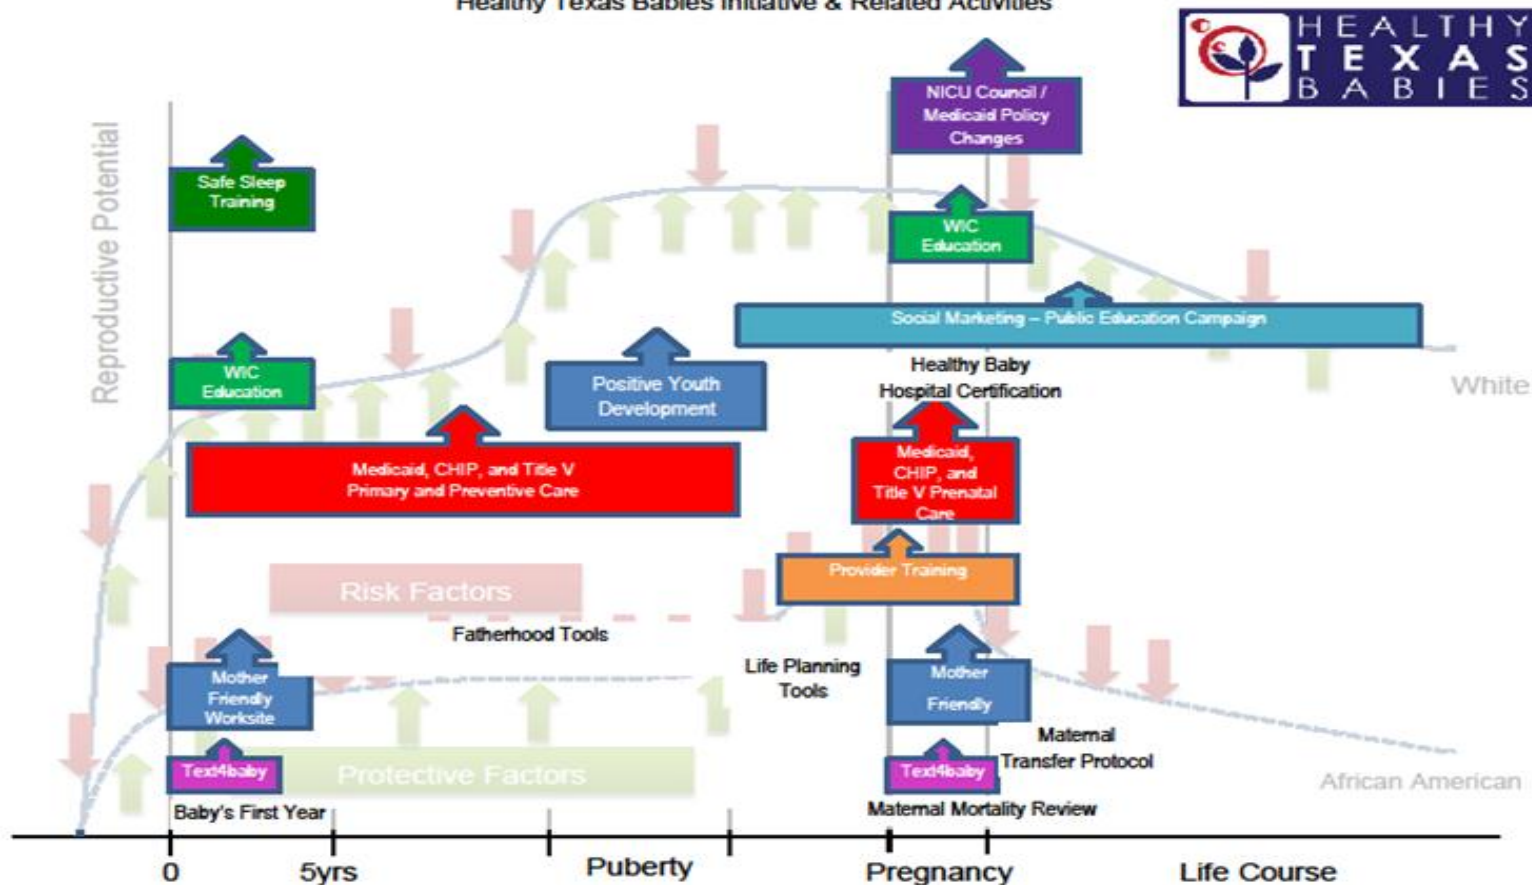 Healthy Texas Babies Initiative & Related Activities
HEALTHY
TEXAS
BABIES
NICU Council /
Medicaid Policy
Changes
Reproductive Potential
Safe Sleep
Training
WIC
Education
Social Marketing – Public Education Campaign
WIC
Education
Positive Youth
Development
Healthy Baby
Hospital Certification
White
Medicaid, CHIP, and Title V
Primary and Preventive Care
Medicaid,
CHIP, and
Title V Prenatal
Care
Provider Training
Risk Factors
Fatherhood Tools
Life Planning
Tools
Mother
Friendly
Worksite
Mother
Friendly
Maternal
Transfer Protocol
Text4baby
Protective Factors
Text4baby
African American
Baby's First Year
Maternal Mortality Review
0
5yrs
Puberty
Pregnancy
Life Course